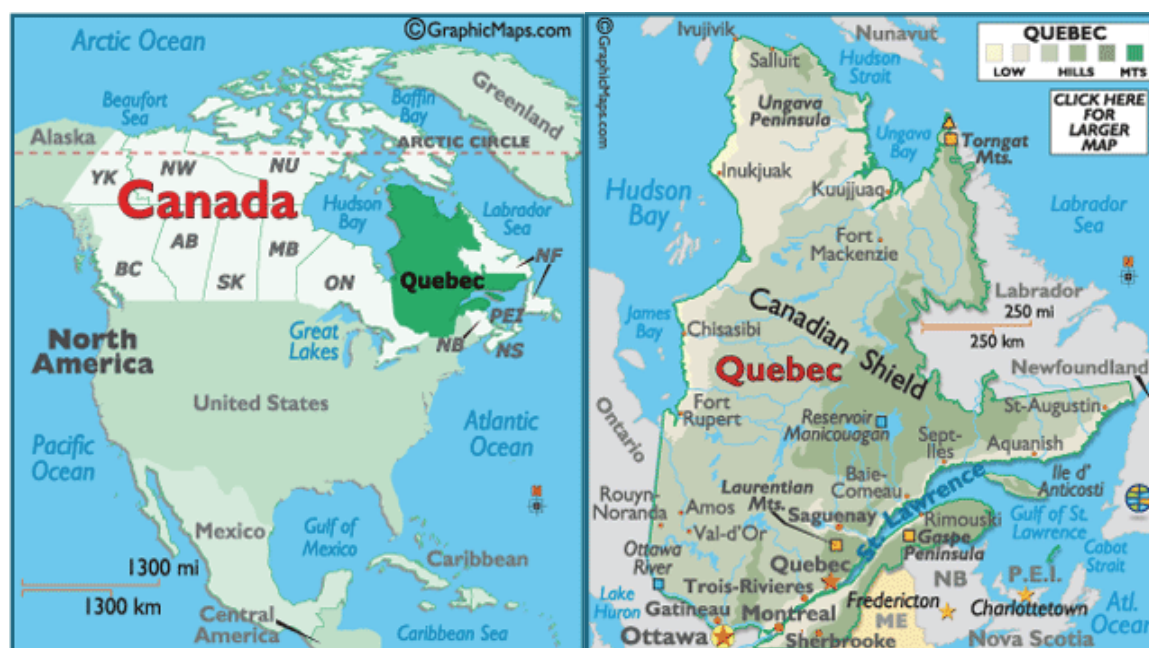 ©GraphicMaps.com
Arctic Ocean
Beaufort
Sea
Baffin
Bay
Greenland
Alaska
ARCTIC CIRCLE
YK
NW
NU
Canada
Hudson
Bay
Labrador
Sea
AB
BC
SK
MB
ON
Quebec
NF
PEI
NB
NS
North
America
Great
Lakes
United States
Pacific
Ocean
Atlantic
Ocean
Mexico
Gulf of
Mexico
Caribbean
1300 mi
1300 km
Central
America
Caribbean Sea
©GraphicMaps.com
Ivujivik
Salluit
Nunavut
Hudson
Strait
QUEBEC
LOW
HILLS
MTS
CLICK HERE
FOR
LARGER
MAP
Ungava
Peninsula
Ungava
Bay
Torngat
Mts.
Inukjuak
Kuujjuaq
Hudson
Bay
Labrador
Sea
Fort
Mackenzie
Labrador
250 mi
250 km
James
Bay
Chisasibi
Canadian Shield
Quebec
Newfoundland
Ontario
Fort
Rupert
Reservoir
Manicouagan
St-Augustin
Sept-
Iles
Aquanish
Baie-
Comeau
Ile d'
Anticosti
Laurentian
Mts.
St. Lawrence
Rouyn-
Noranda
Amos
Val-d'Or
Saguenay
Rimouski
Gaspe
Peninsula
Gulf of St.
Lawrence
Cabot
Strait
Ottawa
River
Quebec
Trois-Rivieres
NB
P.E.I.
Lake
Huron
Gatineau
Montreal
Fredericton
Charlottetown
Atl.
Ocean
Ottawa
Sherbrooke
ME
Nova Scotia